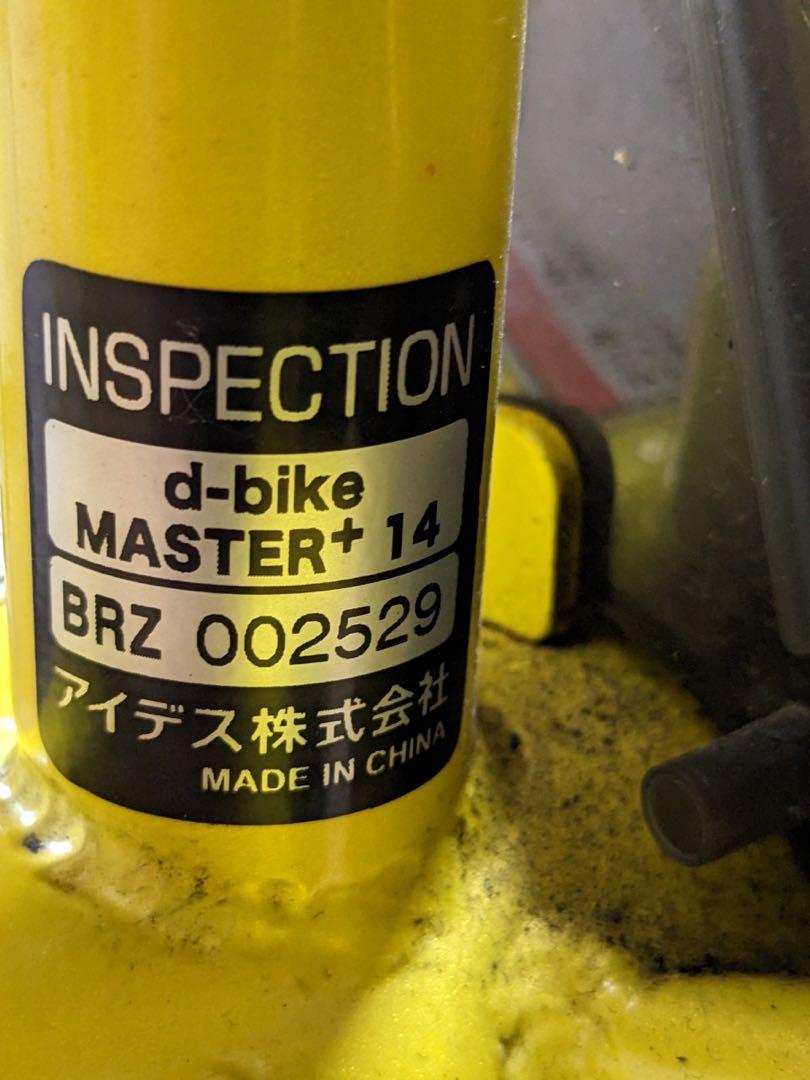 INSPECTION
d-bike
MASTER+ 14
BRZ 002529
アイデス株式会社
MADE IN CHINA